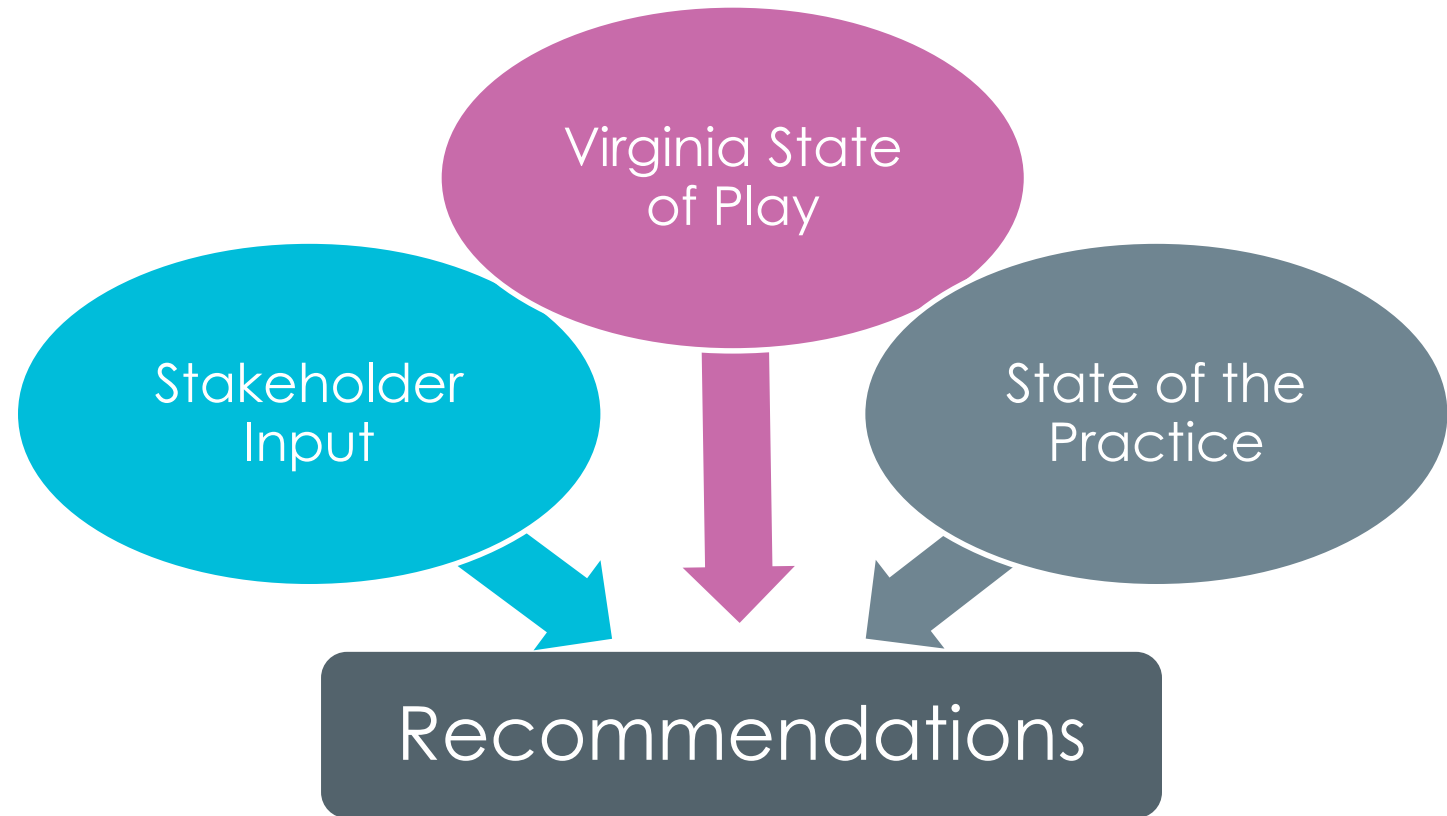 Virginia State
of Play
Stakeholder
Input
State of the
Practice
Recommendations